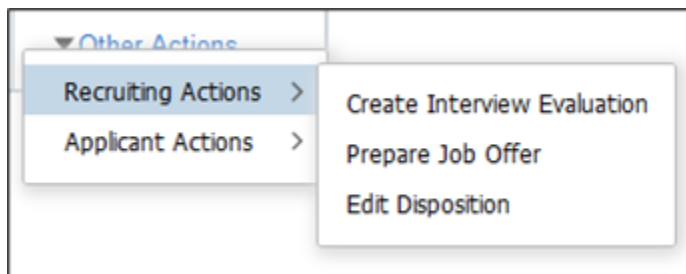 Other Actions
Recruiting Actions
Applicant Actions
Create Interview Evaluation
Prepare Job Offer
Edit Disposition